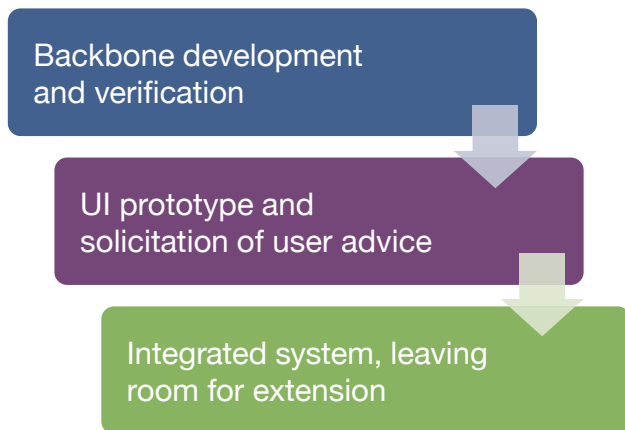 Backbone development
and verification
UI prototype and
solicitation of user advice
Integrated system, leaving
room for extension